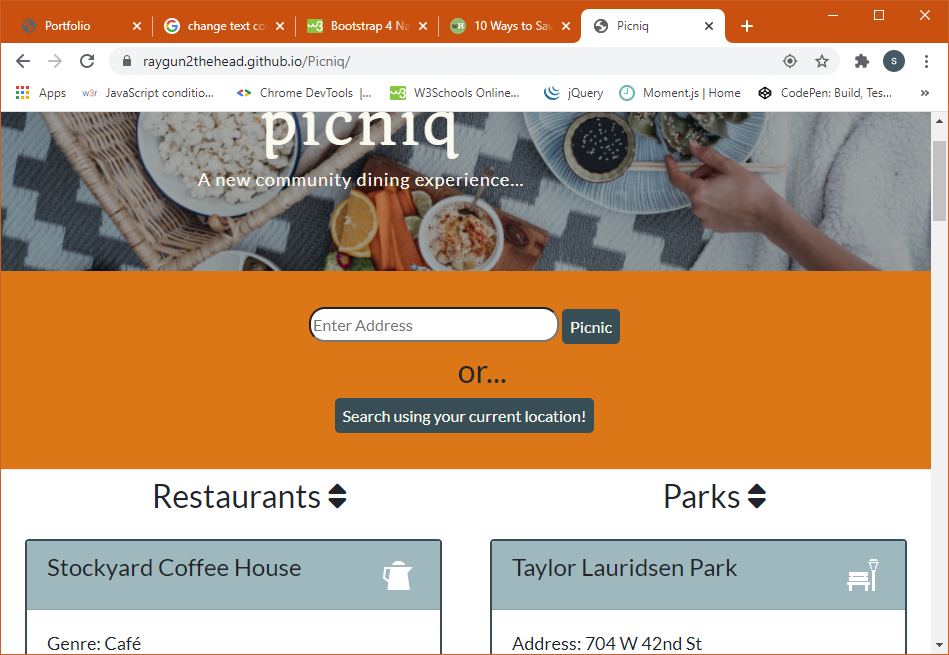 Portfolio
change text co
Bootstrap 4 Na
10 Ways to Sav
Picniq
raygun2thehead.github.io/Picniq/
S
Apps
w3r JavaScript conditio...
Chrome DevTools |...
w3 W3Schools Online...
jQuery
Moment.js | Home
CodePen: Build, Tes...
»
picniq
A new community dining experience...
Enter Address
Picnic
or...
Search using your current location!
Restaurants
Parks
Stockyard Coffee House
Taylor Lauridsen Park
Genre: Café
Address: 704 W 42nd St